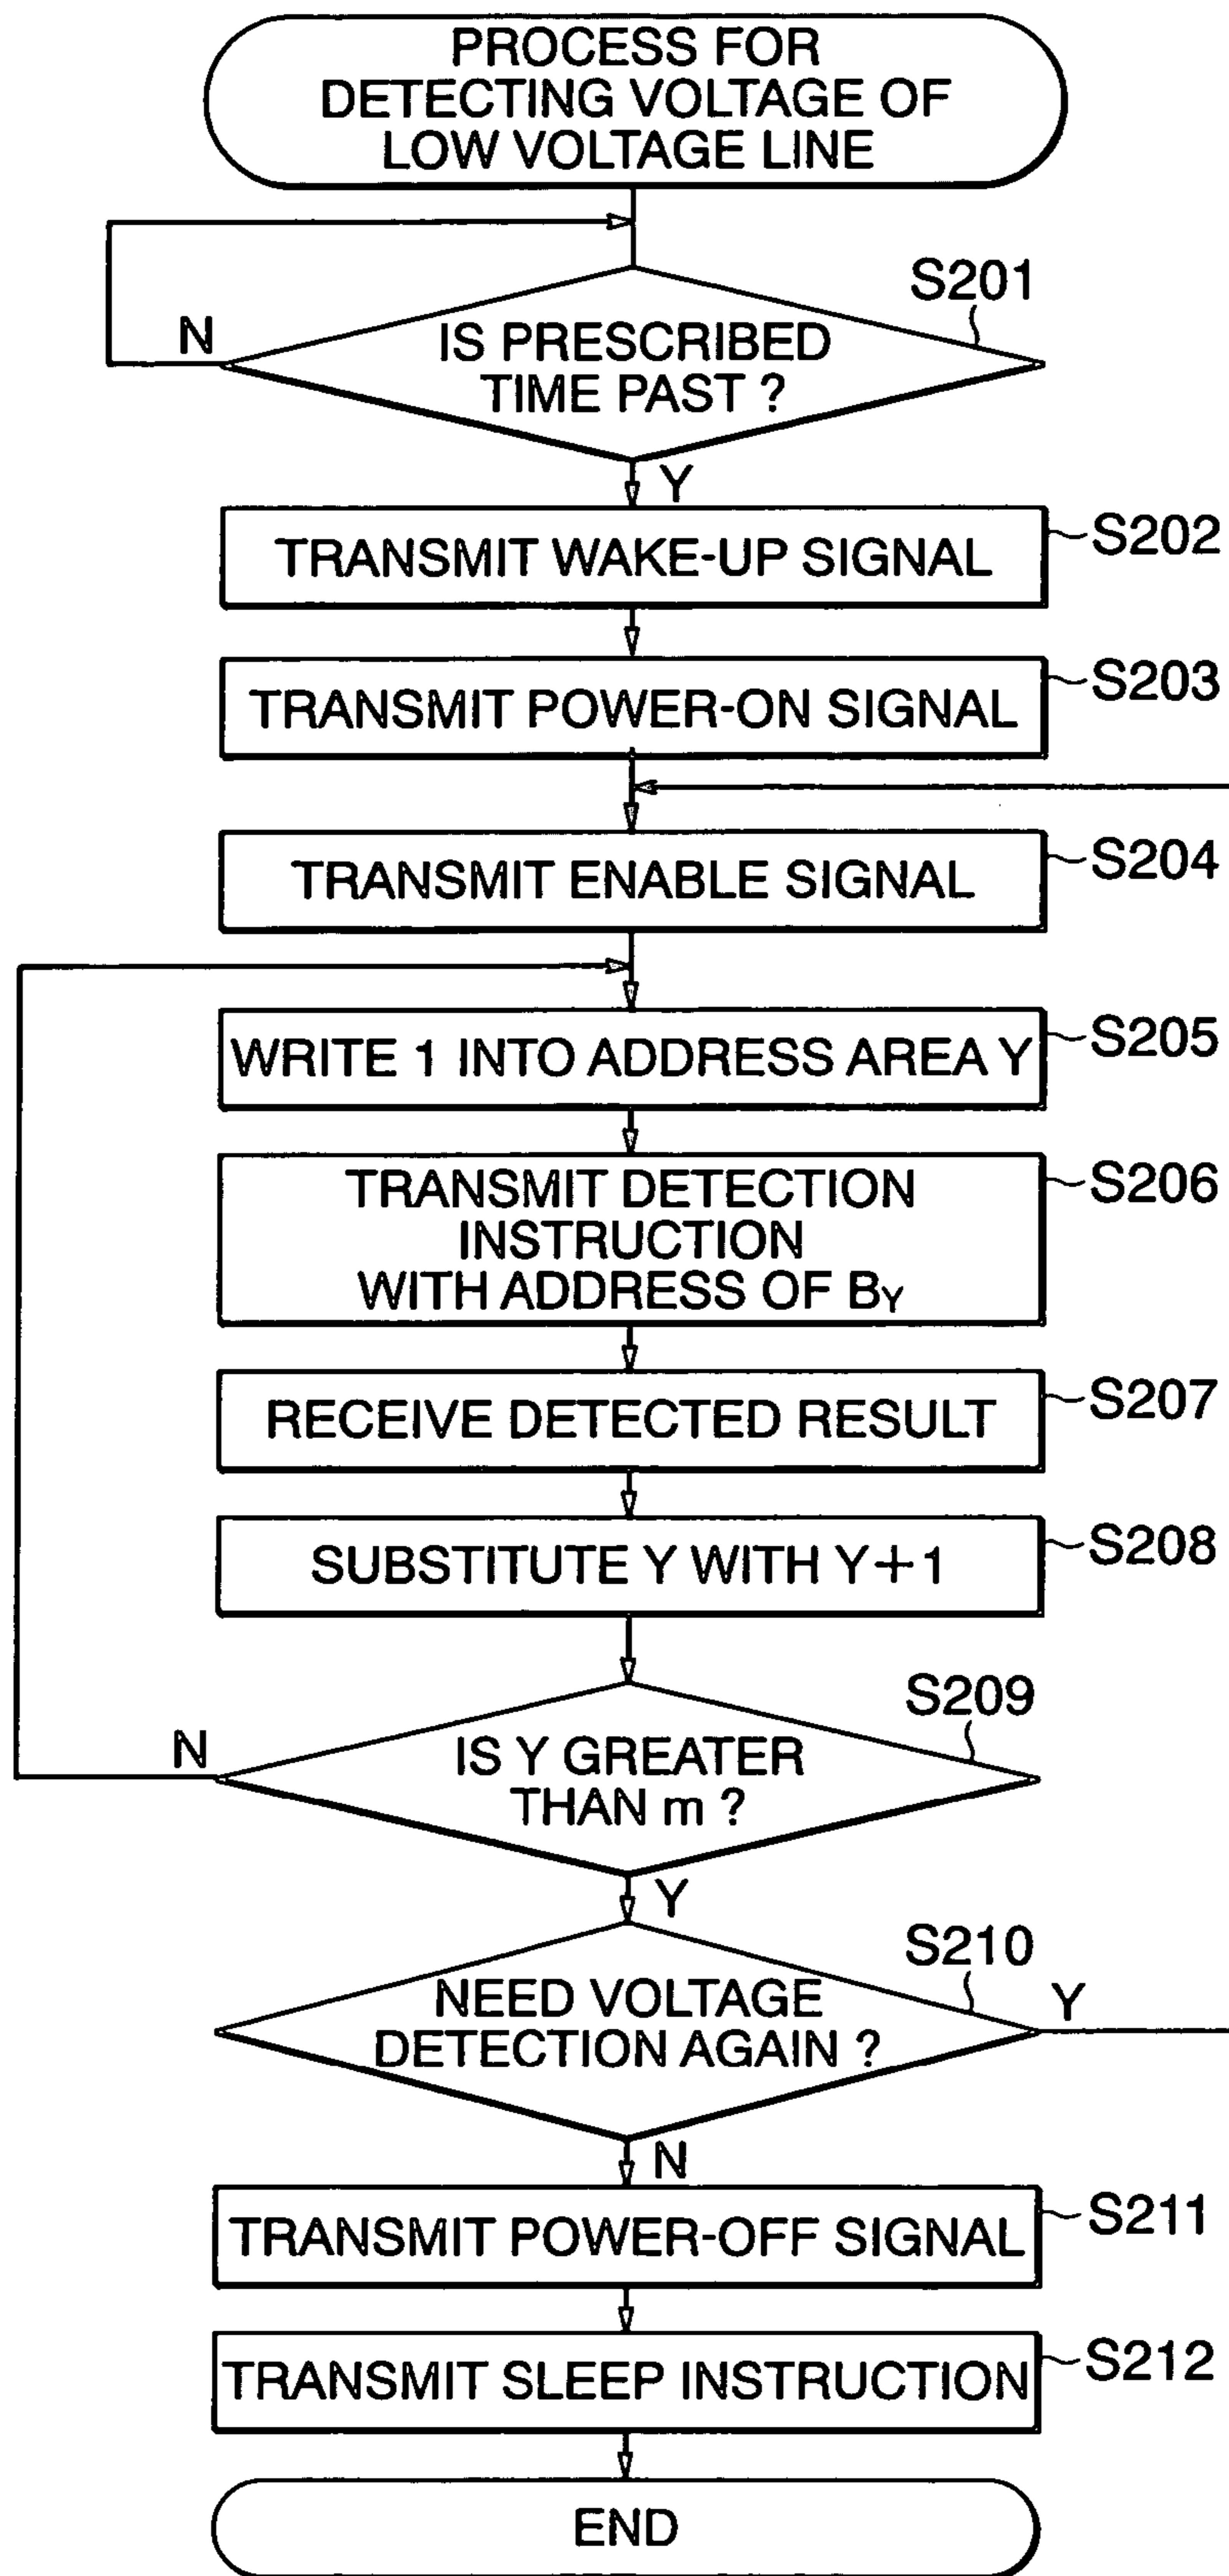 PROCESS FOR
DETECTING VOLTAGE OF
LOW VOLTAGE LINE
S201
N
IS PRESCRIBED
TIME PAST ?
Y
S202
TRANSMIT WAKE-UP SIGNAL
S203
TRANSMIT POWER-ON SIGNAL
S204
TRANSMIT ENABLE SIGNAL
S205
WRITE 1 INTO ADDRESS AREA Y
S206
TRANSMIT DETECTION
INSTRUCTION
WITH ADDRESS OF BY
S207
RECEIVE DETECTED RESULT
S208
SUBSTITUTE Y WITH Y+1
S209
N
IS Y GREATER
THAN m ?
Y
S210
NEED VOLTAGE
DETECTION AGAIN ?
Y
N
S211
TRANSMIT POWER-OFF SIGNAL
S212
TRANSMIT SLEEP INSTRUCTION
END